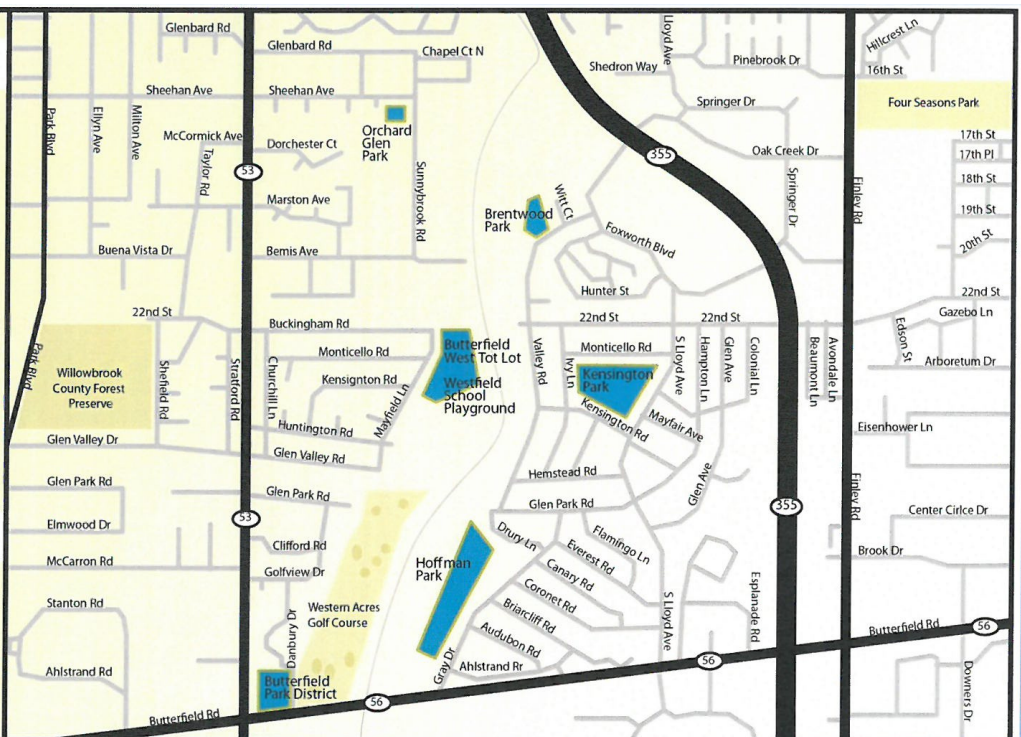 Glenbard Rd
Glenbard Rd
Chapel Ct N
Lloyd Ave
Hillcrest Ln
Shedron Way
Pinebrook Dr
16th St
Sheehan Ave
Sheehan Ave
Springer Dr
Four Seasons Park
Park Blvd
Ellyn Ave
Milton Ave
McCormick Ave
Orchard
Glen
Park
Dorchester Ct
17th St
17th Pl
Oak Creek Dr
355
53
Taylor Rd
Sunnybrook Rd
18th St
Springer Dr
Finley Rd
Marston Ave
Brentwood
Park
Witt Ct
19th St
Foxworth Blvd
20th St
Buena Vista Dr
Bemis Ave
Hunter St
22nd St
22nd St
Buckingham Rd
22nd St
22nd St
Gazebo Ln
Edson St
Butterfield
West Tot Lot
Westfield
School
Playground
Valley Rd
Ivy Ln
Monticello Rd
Monticello Rd
S Lloyd Ave
Hampton Ln
Glen Ave
Colonial Ln
Beaumont Ln
Avondale Ln
Arboretum Dr
Park Blvd
Willowbrook
County Forest
Preserve
Shefield Rd
Stratford Rd
Churchill Ln
Kensignton Rd
Mayfield Ln
Kensington
Park
Kensington Rd
Mayfair Ave
Huntington Rd
Eisenhower Ln
Glen Valley Dr
Glen Valley Rd
Hemstead Rd
Glen Ave
Glen Park Rd
Glen Park Rd
Glen Park Rd
355
Finley Rd
Center Cirlce Dr
Elmwood Dr
53
Drury Ln
Flamingo Ln
Clifford Rd
Everest Rd
Brook Dr
McCarron Rd
Golfview Dr
Hoffman
Park
Canary Rd
Coronet Rd
Stanton Rd
Western Acres
Golf Course
Briarcliff Rd
S Lloyd Ave
Esplanade Rd
Butterfield Rd
56
Danbury Dr
Audubon Rd
56
Ahlstrand Rd
Gray Dr
Ahlstrand Rr
Butterfield
Park District
Downers Dr
56
Butterfield Rd